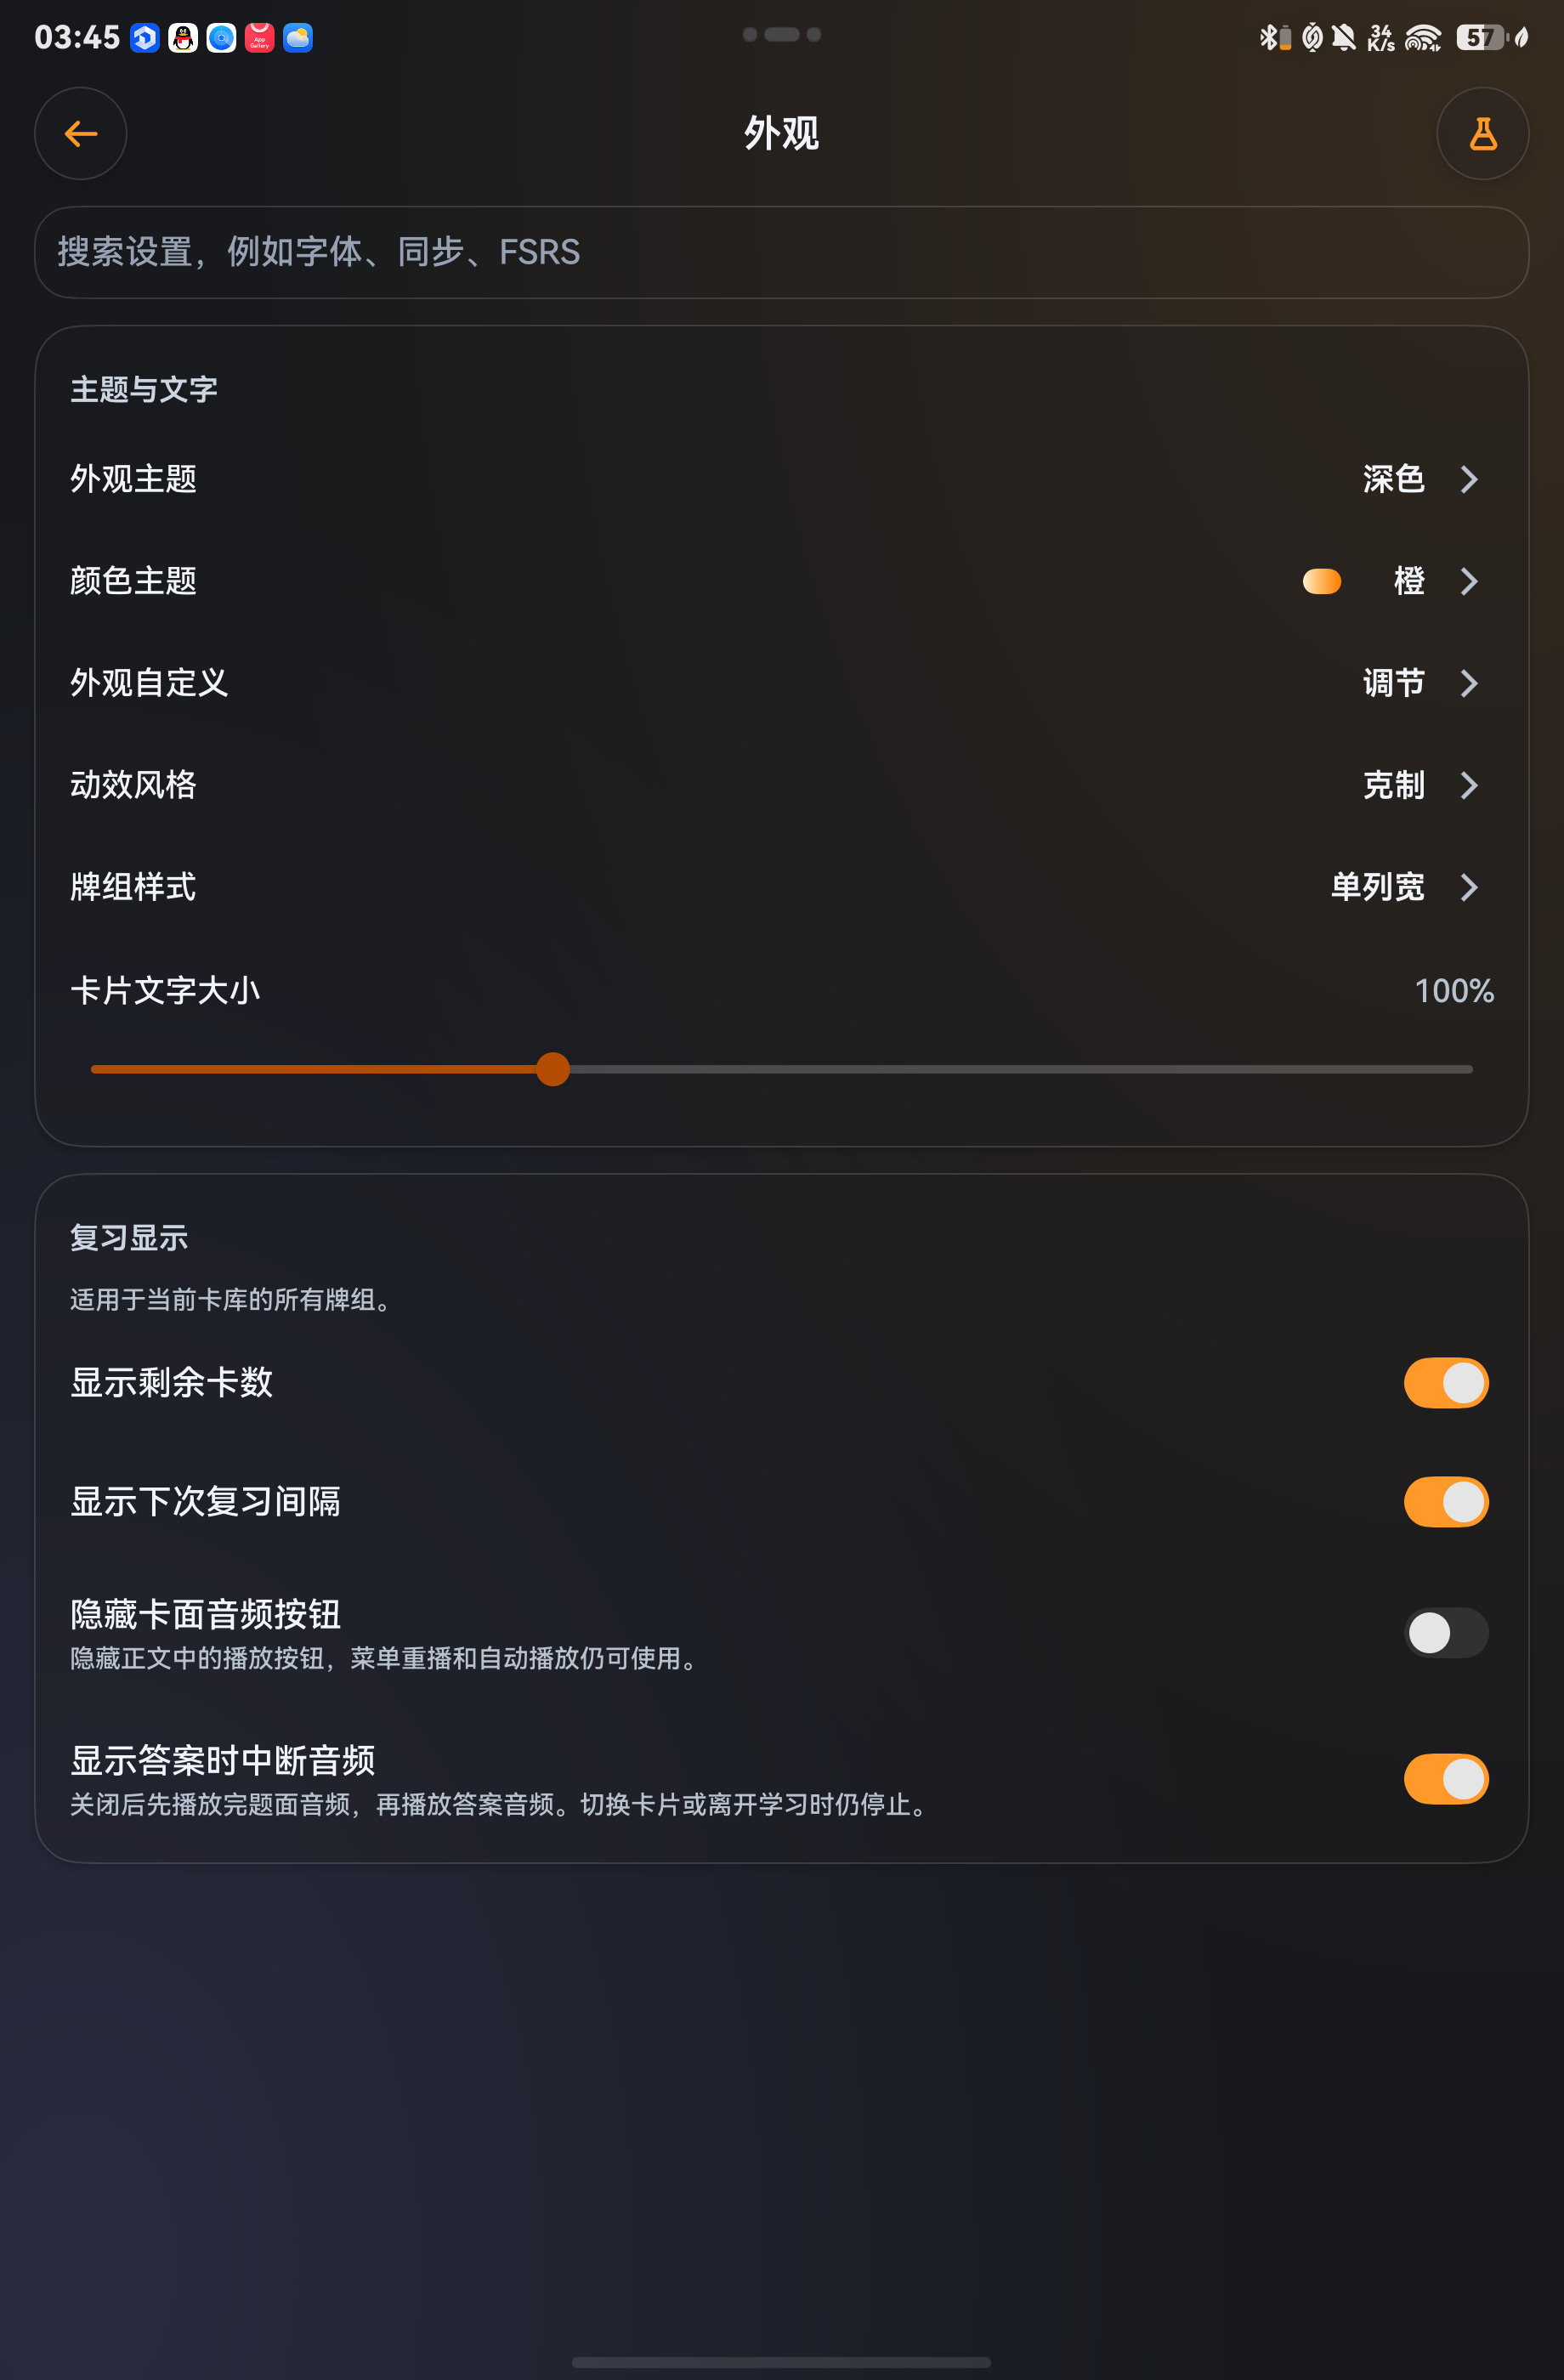 03:45
34
K/s
57
App
Gallery
外观
搜索设置，例如字体、同步、FSRS
主题与文字
外观主题 深色
颜色主题 橙
外观自定义 调节
动效风格 克制
牌组样式 单列宽
卡片文字大小 100%
复习显示
适用于当前卡库的所有牌组。
显示剩余卡数
显示下次复习间隔
隐藏卡面音频按钮
隐藏正文中的播放按钮，菜单重播和自动播放仍可使用。
显示答案时中断音频
关闭后先播放完题面音频，再播放答案音频。切换卡片或离开学习时仍停止。